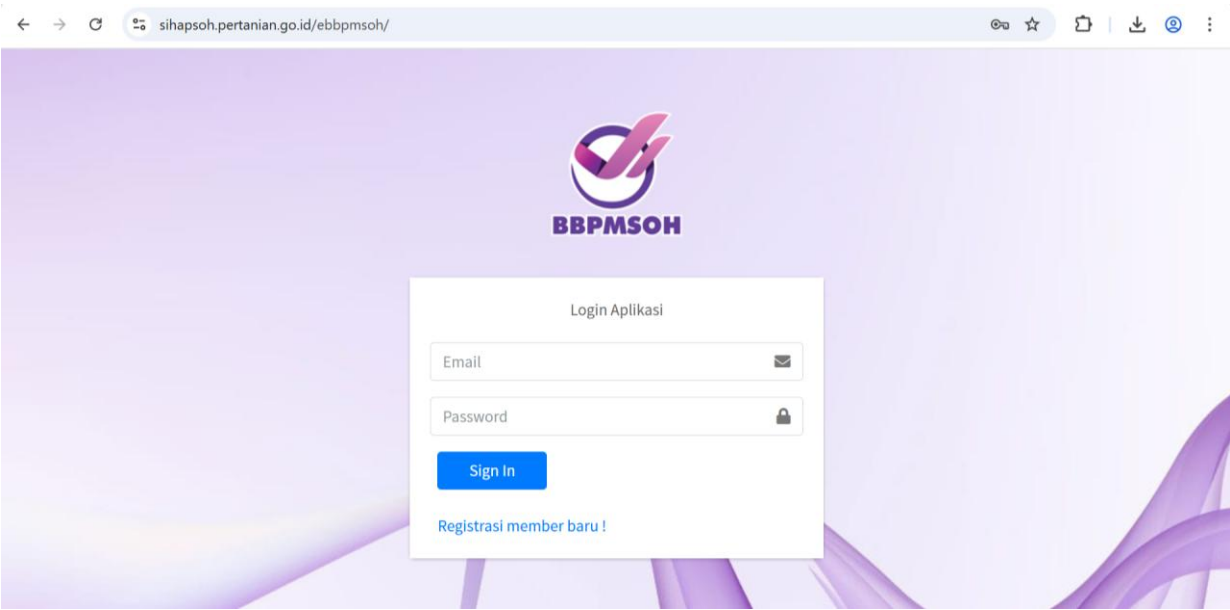 sihapsoh.pertanian.go.id/ebbpmsoh/
BBPMSOH
Login Aplikasi
Email
Password
Sign In
Registrasi member baru !